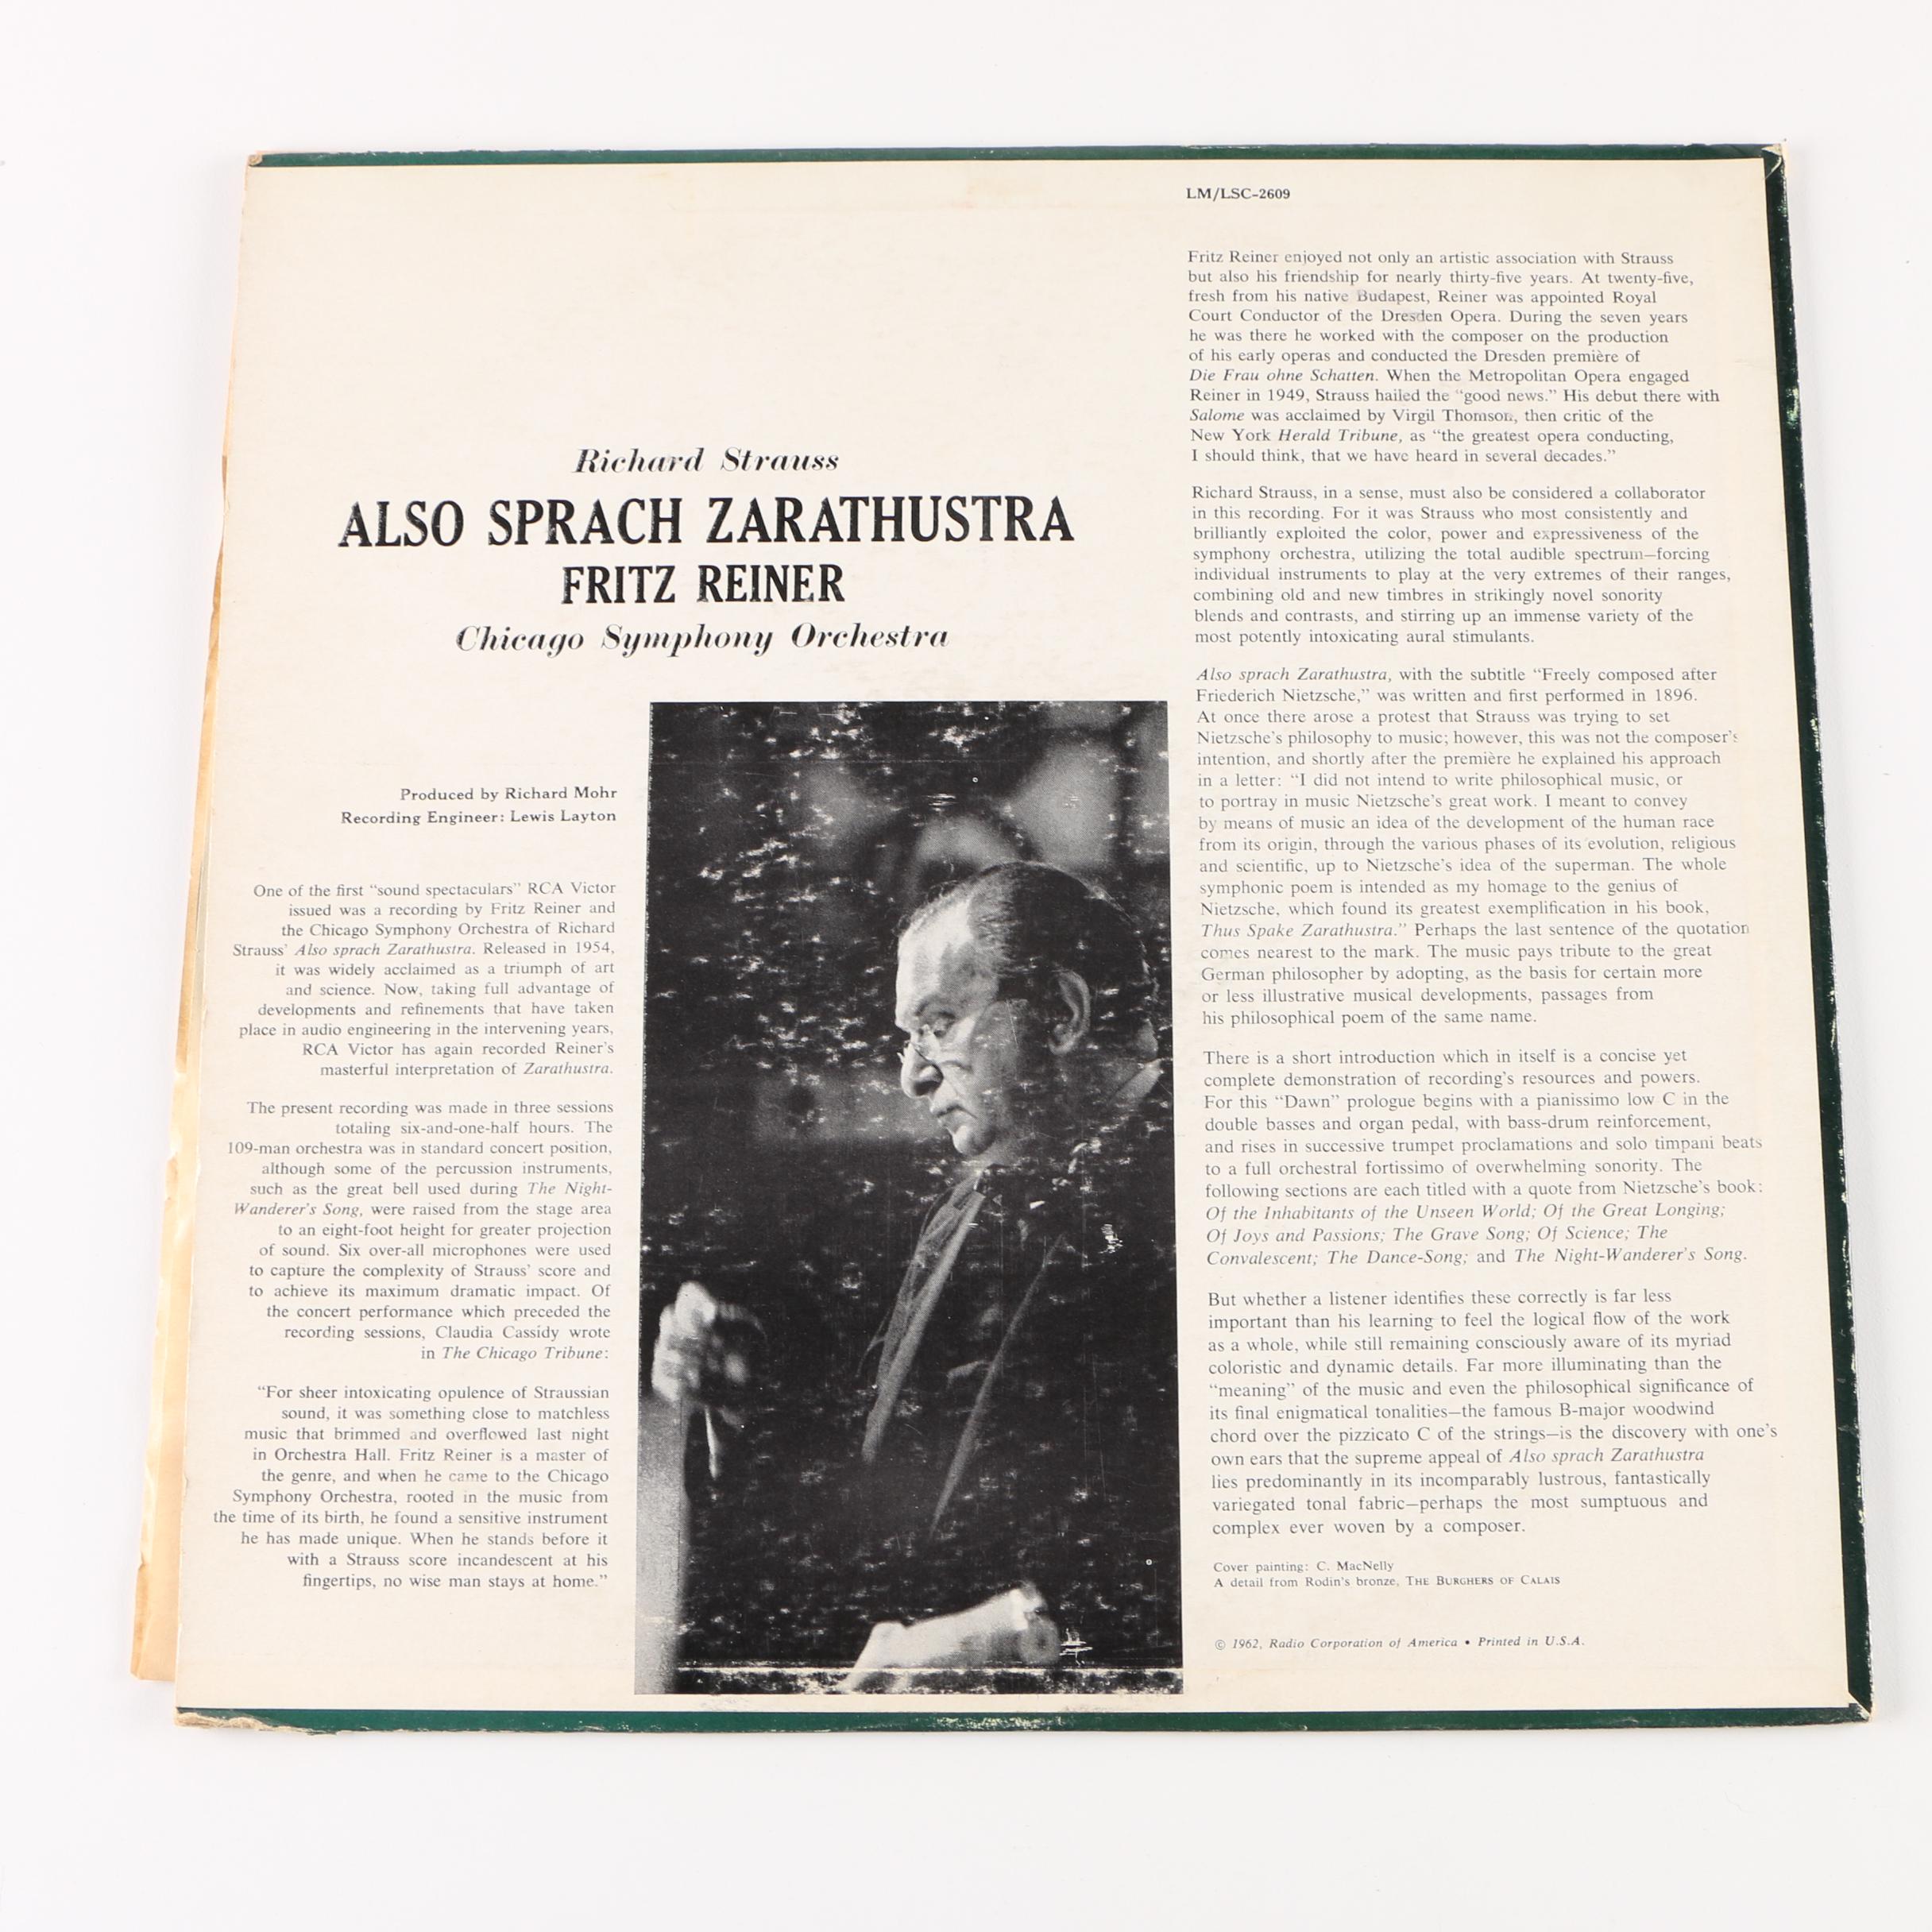 LM/LSC-2609
Richard Strauss
ALSO SPRACH ZARATHUSTRA
FRITZ REINER
Chicago Symphony Orchestra
Produced by Richard Mohr
Recording Engineer: Lewis Layton
One of the first “sound spectaculars” RCA Victor
issued was a recording by Fritz Reiner and
the Chicago Symphony Orchestra of Richard
Strauss’ Also sprach Zarathustra. Released in 1954,
it was widely acclaimed as a triumph of art
and science. Now, taking full advantage of
developments and refinements that have taken
place in audio engineering in the intervening years,
RCA Victor has again recorded Reiner’s
masterful interpretation of Zarathustra.
The present recording was made in three sessions
totaling six-and-one-half hours. The
109-man orchestra was in standard concert position,
although some of the percussion instruments,
such as the great bell used during The Night-
Wanderer’s Song, were raised from the stage area
to an eight-foot height for greater projection
of sound. Six over-all microphones were used
to capture the complexity of Strauss’ score and
to achieve its maximum dramatic impact. Of
the concert performance which preceded the
recording sessions, Claudia Cassidy wrote
in The Chicago Tribune:
“For sheer intoxicating opulence of Straussian
sound, it was something close to matchless
music that brimmed and overflowed last night
in Orchestra Hall. Fritz Reiner is a master of
the genre, and when he came to the Chicago
Symphony Orchestra, rooted in the music from
the time of its birth, he found a sensitive instrument
he has made unique. When he stands before it
with a Strauss score incandescent at his
fingertips, no wise man stays at home.”
Fritz Reiner enjoyed not only an artistic association with Strauss
but also his friendship for nearly thirty-five years. At twenty-five,
fresh from his native Budapest, Reiner was appointed Royal
Court Conductor of the Dresden Opera. During the seven years
he was there he worked with the composer on the production
of his early operas and conducted the Dresden première of
Die Frau ohne Schatten. When the Metropolitan Opera engaged
Reiner in 1949, Strauss hailed the “good news.” His debut there with
Salome was acclaimed by Virgil Thomson, then critic of the
New York Herald Tribune, as “the greatest opera conducting,
I should think, that we have heard in several decades.”
Richard Strauss, in a sense, must also be considered a collaborator
in this recording. For it was Strauss who most consistently and
brilliantly exploited the color, power and expressiveness of the
symphony orchestra, utilizing the total audible spectrum—forcing
individual instruments to play at the very extremes of their ranges,
combining old and new timbres in strikingly novel sonority
blends and contrasts, and stirring up an immense variety of the
most potently intoxicating aural stimulants.
Also sprach Zarathustra, with the subtitle “Freely composed after
Friederich Nietzsche,” was written and first performed in 1896.
At once there arose a protest that Strauss was trying to set
Nietzsche’s philosophy to music; however, this was not the composer’s
intention, and shortly after the première he explained his approach
in a letter: “I did not intend to write philosophical music, or
to portray in music Nietzsche’s great work. I meant to convey
by means of music an idea of the development of the human race
from its origin, through the various phases of its evolution, religious
and scientific, up to Nietzsche’s idea of the superman. The whole
symphonic poem is intended as my homage to the genius of
Nietzsche, which found its greatest exemplification in his book,
Thus Spake Zarathustra.” Perhaps the last sentence of the quotation
comes nearest to the mark. The music pays tribute to the great
German philosopher by adopting, as the basis for certain more
or less illustrative musical developments, passages from
his philosophical poem of the same name.
There is a short introduction which in itself is a concise yet
complete demonstration of recording’s resources and powers.
For this “Dawn” prologue begins with a pianissimo low C in the
double basses and organ pedal, with bass-drum reinforcement,
and rises in successive trumpet proclamations and solo timpani beats
to a full orchestral fortissimo of overwhelming sonority. The
following sections are each titled with a quote from Nietzsche’s book:
Of the Inhabitants of the Unseen World; Of the Great Longing;
Of Joys and Passions; The Grave Song; Of Science; The
Convalescent; The Dance-Song; and The Night-Wanderer’s Song.
But whether a listener identifies these correctly is far less
important than his learning to feel the logical flow of the work
as a whole, while still remaining consciously aware of its myriad
coloristic and dynamic details. Far more illuminating than the
“meaning” of the music and even the philosophical significance of
its final enigmatical tonalities—the famous B-major woodwind
chord over the pizzicato C of the strings—is the discovery with one’s
own ears that the supreme appeal of Also sprach Zarathustra
lies predominantly in its incomparably lustrous, fantastically
variegated tonal fabric—perhaps the most sumptuous and
complex ever woven by a composer.
Cover painting: C. MacNelly
A detail from Rodin’s bronze, THE BURGHERS OF CALAIS
© 1962, Radio Corporation of America • Printed in U.S.A.